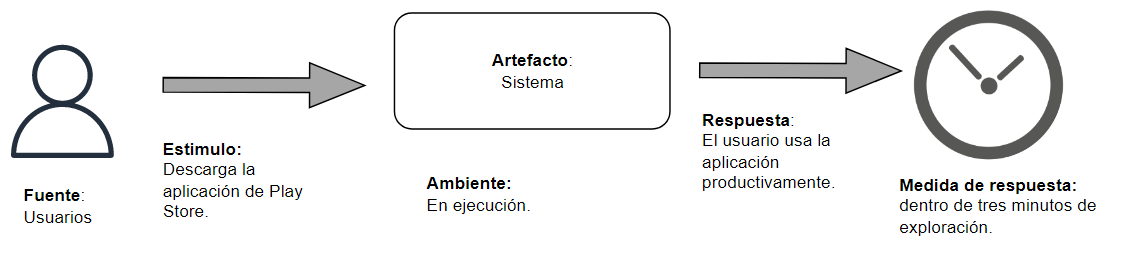 Fuente:
Usuarios
Estimulo:
Descarga la
aplicación de Play
Store.
Artefacto:
Sistema
Ambiente:
En ejecución.
Respuesta:
El usuario usa la
aplicación
productivamente.
Medida de respuesta:
dentro de tres minutos de
exploración.